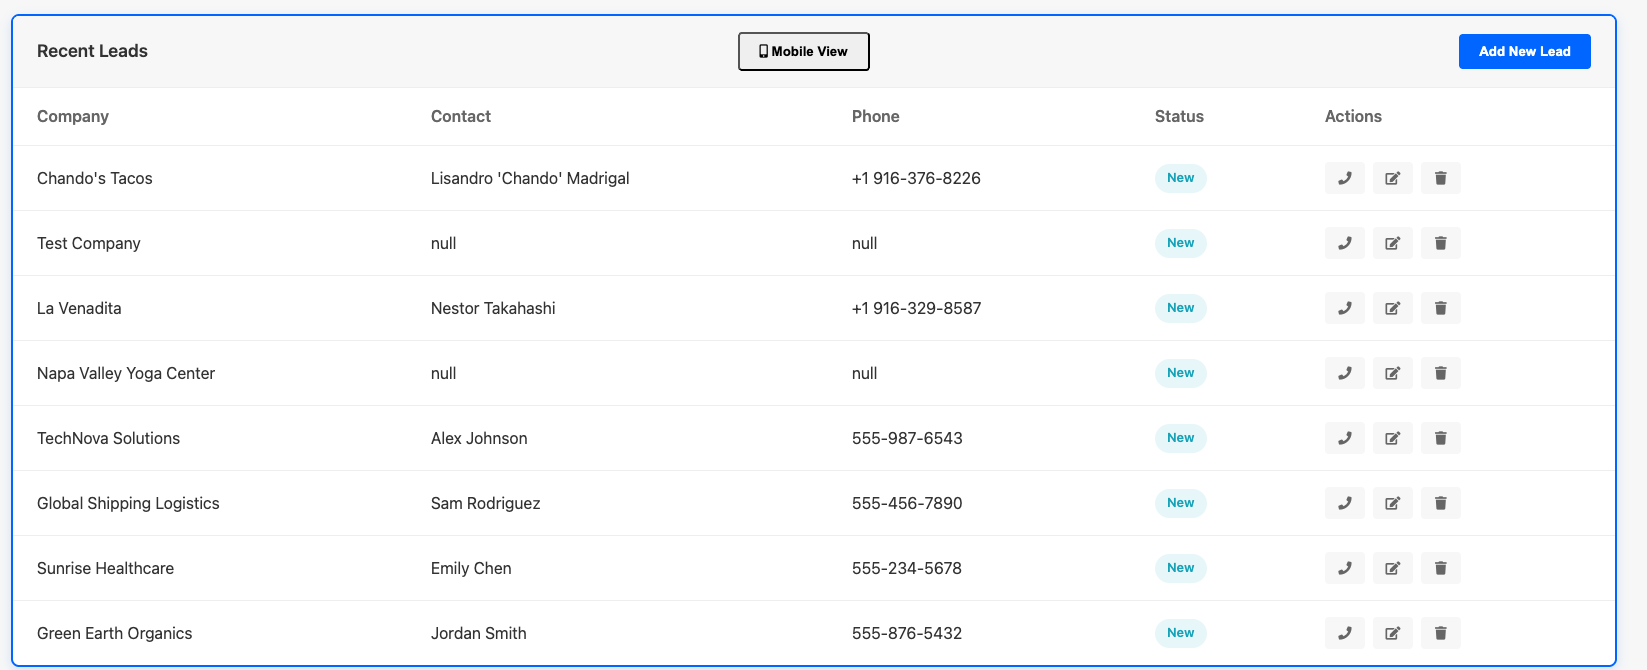 Recent Leads Mobile View Add New Lead
Company Contact Phone Status Actions
Chando's Tacos Lisandro 'Chando' Madrigal +1 916-376-8226 New
Test Company null null New
La Venadita Nestor Takahashi +1 916-329-8587 New
Napa Valley Yoga Center null null New
TechNova Solutions Alex Johnson 555-987-6543 New
Global Shipping Logistics Sam Rodriguez 555-456-7890 New
Sunrise Healthcare Emily Chen 555-234-5678 New
Green Earth Organics Jordan Smith 555-876-5432 New